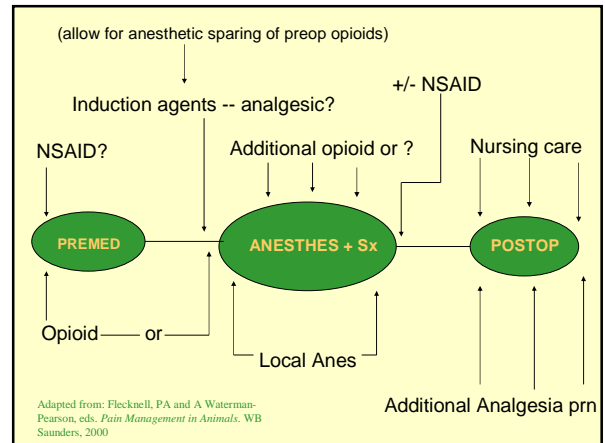 (allow for anesthetic sparing of preop opioids)
+/- NSAID
Induction agents -- analgesic?
NSAID?
Additional opioid or ?
Nursing care
PREMED
ANESTHES + Sx
POSTOP
Opioid
or
Local Anes
Additional Analgesia prn
Adapted from: Flecknell, PA and A Waterman-
Pearson, eds. Pain Management in Animals. WB
Saunders, 2000